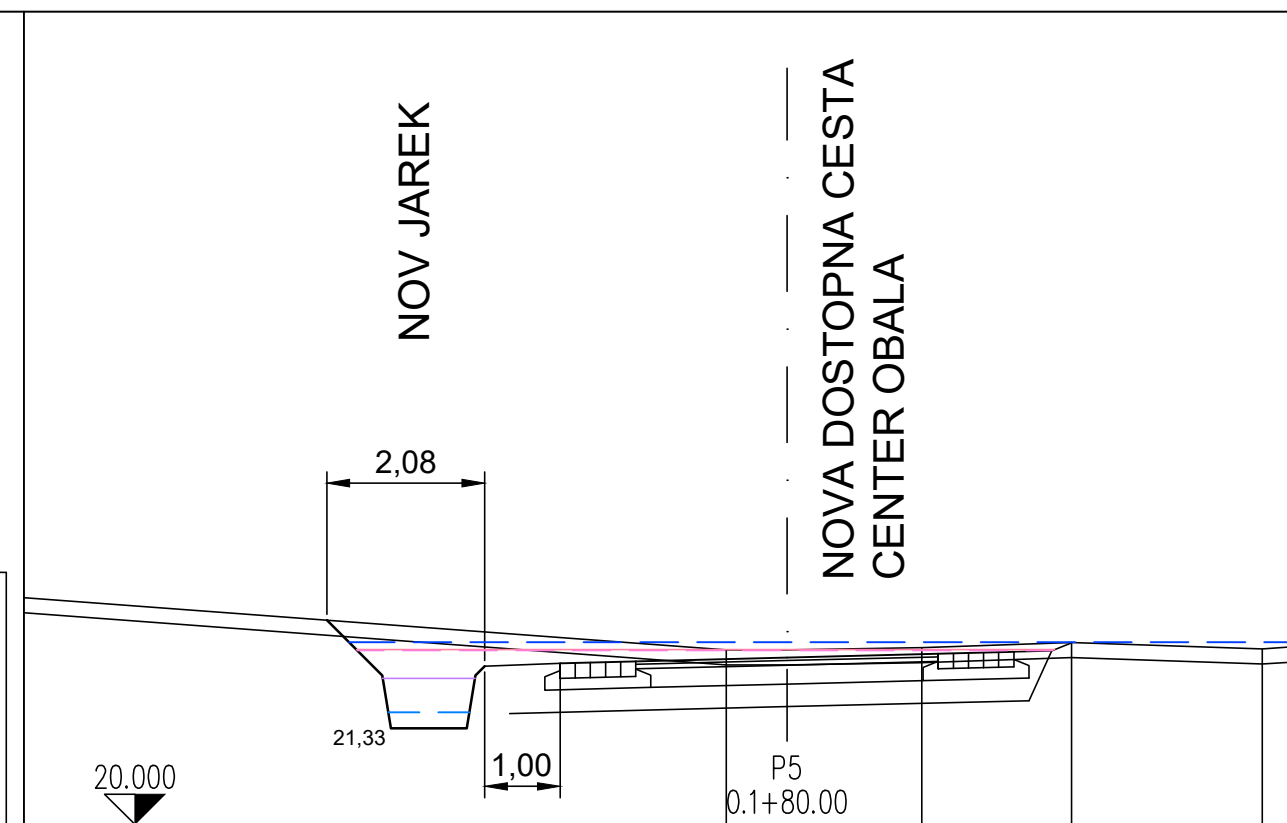 NOV JAREK
NOVA DOSTOPNA CESTA
CENTER OBALA
2,08
21,33
1,00
20.000
P5
0.1+80.00